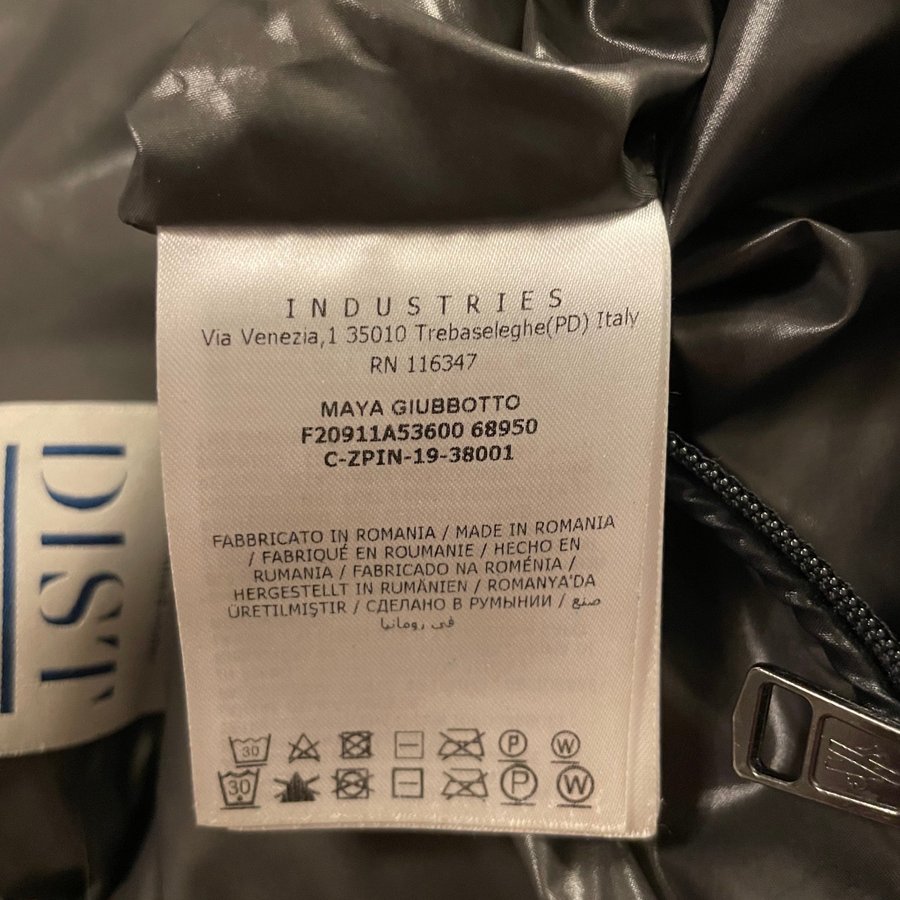 INDUSTRIES
Via Venezia,1 35010 Trebaseleghe(PD) Italy
RN 116347
MAYA GIUBBOTTO
F20911A53600 68950
C-ZPIN-19-38001
FABBRICATO IN ROMANIA / MADE IN ROMANIA
/ FABRIQUÉ EN ROUMANIE / HECHO EN
RUMANIA / FABRICADO NA ROMÉNIA /
HERGESTELLT IN RUMÄNIEN / ROMANYA'DA
ÜRETILMIŞTIR / СДЕЛАНО В РУМЫНИИ / صنع
في رومانيا
30 P W
30 P W